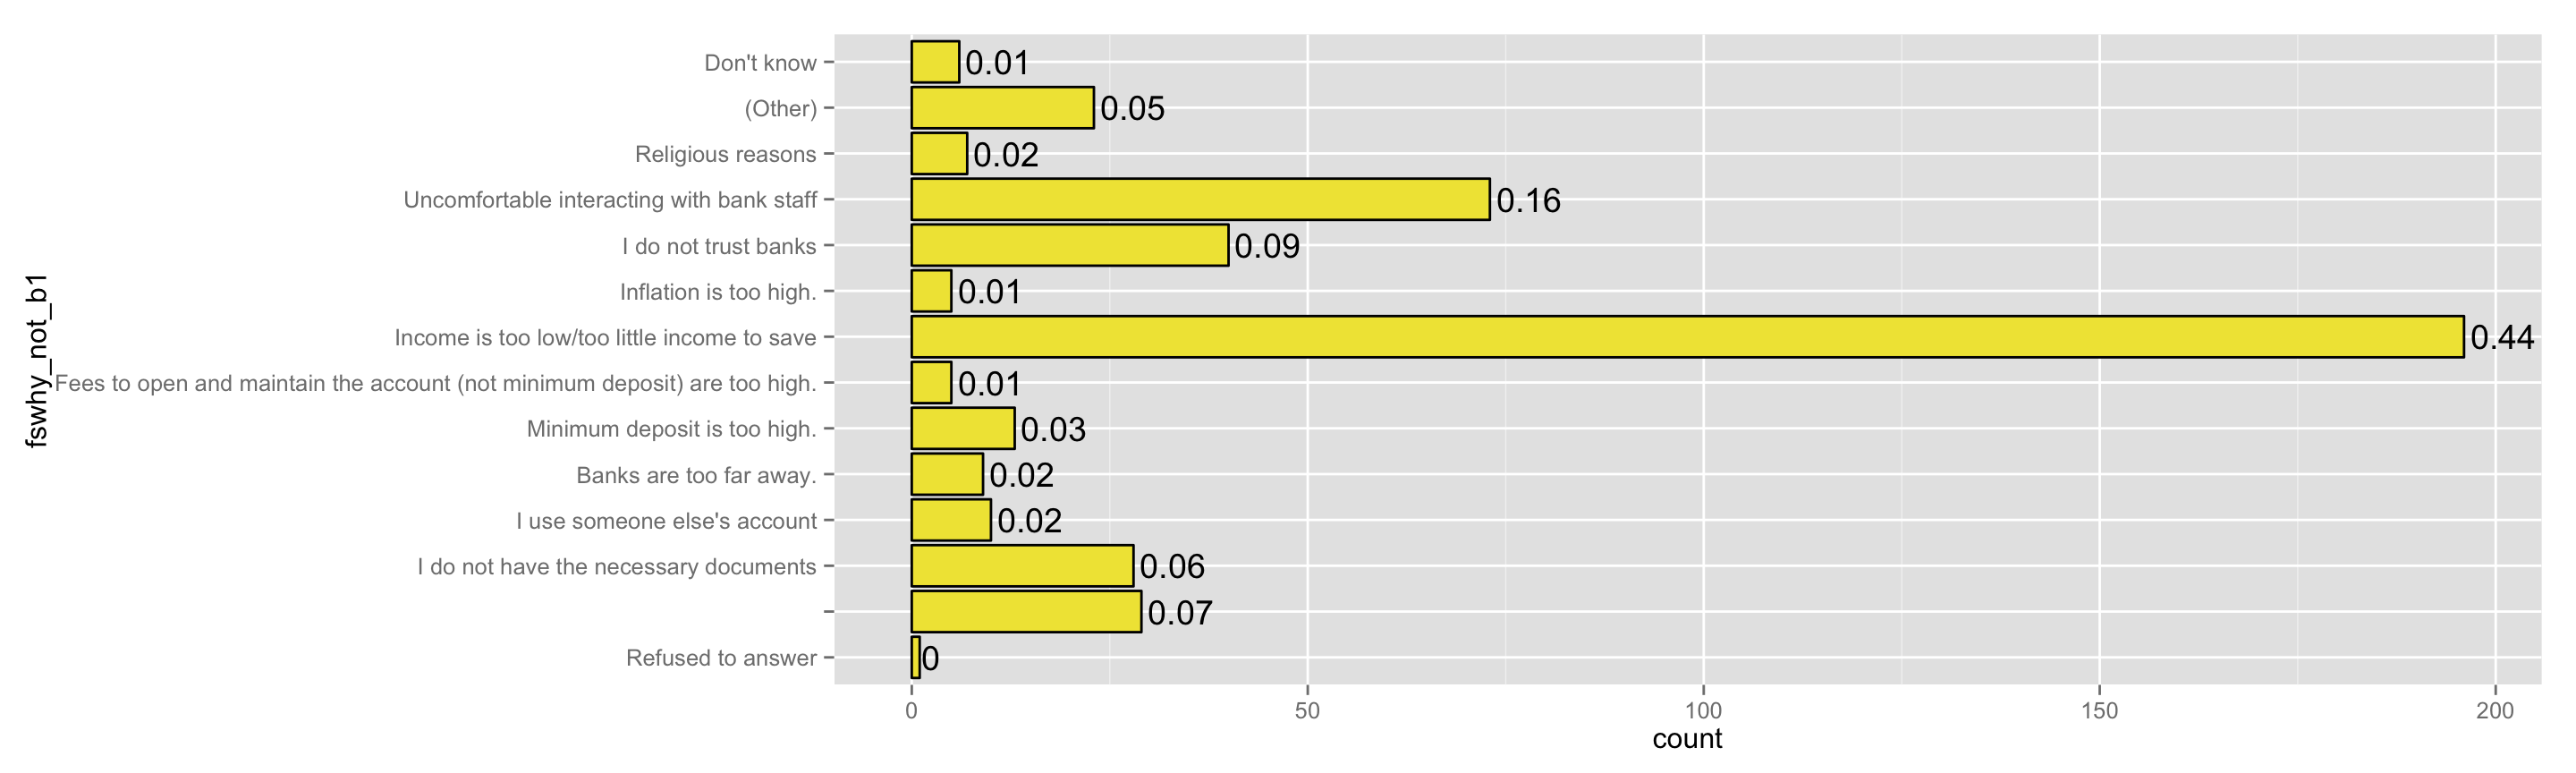 Don't know
0.01
(Other)
0.05
Religious reasons
0.02
Uncomfortable interacting with bank staff
0.16
I do not trust banks
0.09
Inflation is too high.
0.01
Income is too low/too little income to save
0.44
Fees to open and maintain the account (not minimum deposit) are too high.
0.01
Minimum deposit is too high.
0.03
Banks are too far away.
0.02
I use someone else's account
0.02
I do not have the necessary documents
0.06
0.07
Refused to answer
0
fswhy_not_b1
0 50 100 150 200
count